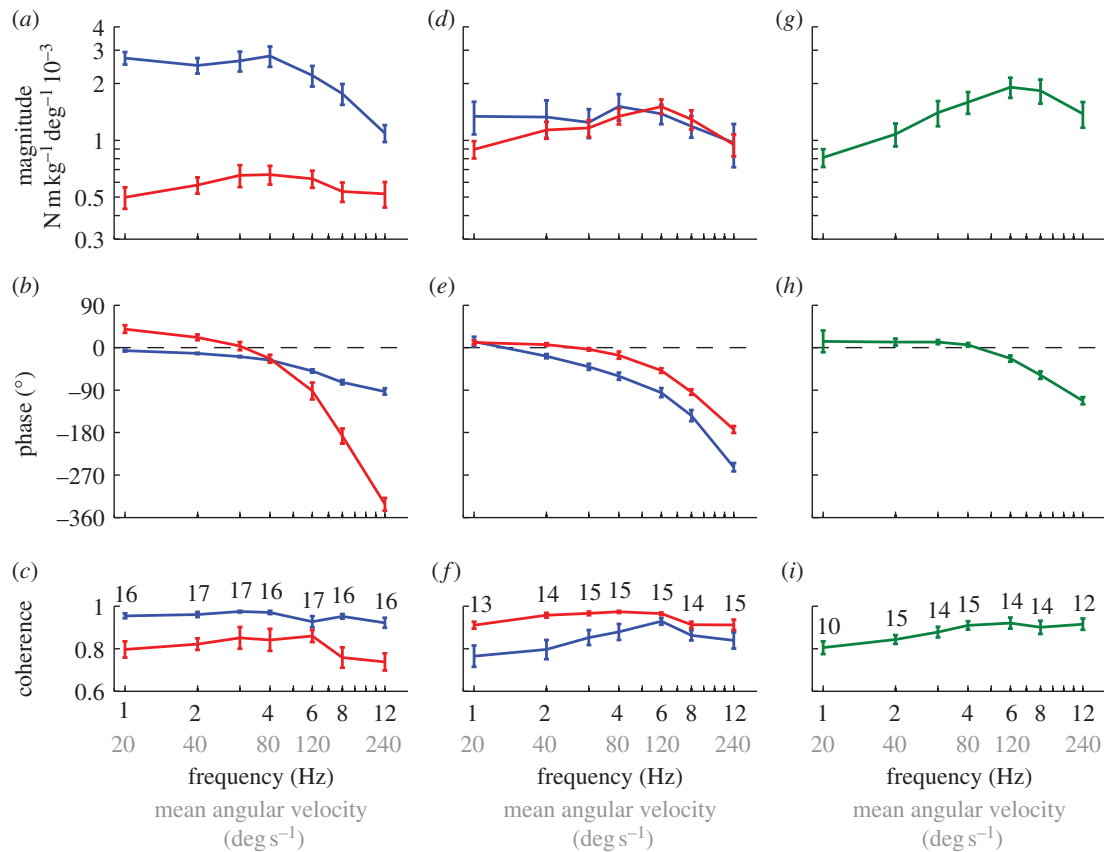 (a) (d) (g)
4
3
2
1
0.5
0.3
magnitude
N m kg⁻¹ deg⁻¹ 10⁻³
(b) (e) (h)
90
0
–90
–180
–270
–360
phase (°)
(c) (f) (i)
16 17 17 16 17 16 16
13 14 15 15 15 14 15
10 15 14 15 14 14 12
1
0.8
0.6
coherence
1 2 4 6 8 12 1 2 4 6 8 12 1 2 4 6 8 12
20 40 80 120 240 20 40 80 120 240 20 40 80 120 240
frequency (Hz) frequency (Hz) frequency (Hz)
mean angular velocity mean angular velocity mean angular velocity
(deg s⁻¹) (deg s⁻¹) (deg s⁻¹)